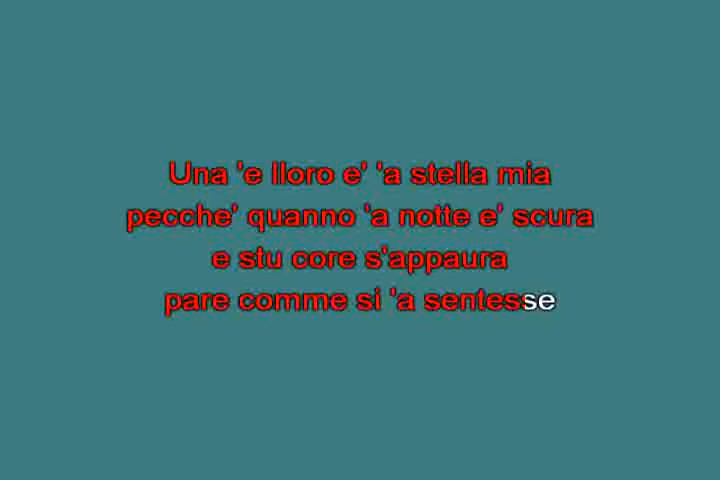 Una 'e lloro e' 'a stella mia
pecche' quanno 'a notte e' scura
e stu core s'appaura
pare comme si 'a sentesse